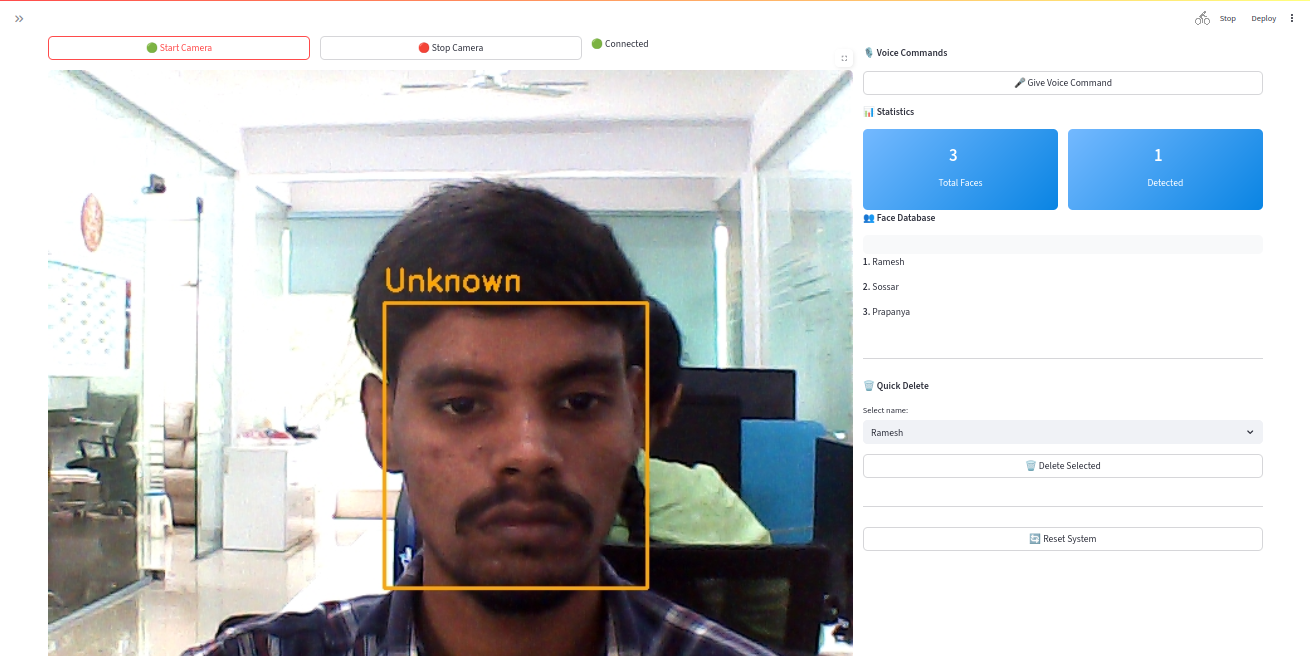 Stop
Deploy
Start Camera
Stop Camera
Connected
Unknown
Voice Commands
Give Voice Command
Statistics
3
Total Faces
1
Detected
Face Database
1. Ramesh
2. Sossar
3. Prapanya
Quick Delete
Select name:
Ramesh
Delete Selected
Reset System